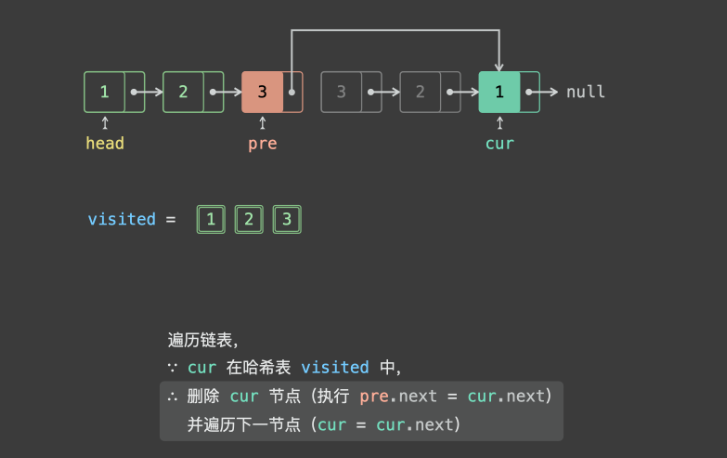 1 2 3 3 2 1 null
head pre cur
visited = 1 2 3
遍历链表,
∵ cur 在哈希表 visited 中,
∴ 删除 cur 节点 (执行 pre.next = cur.next)
并遍历下一节点 (cur = cur.next)